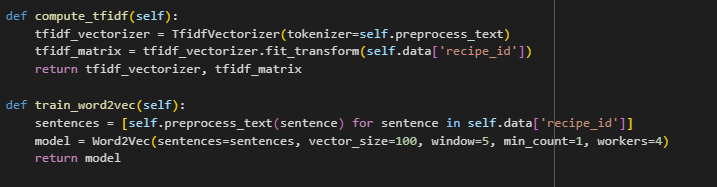 def compute_tfidf(self):
    tfidf_vectorizer = TfidfVectorizer(tokenizer=self.preprocess_text)
    tfidf_matrix = tfidf_vectorizer.fit_transform(self.data['recipe_id'])
    return tfidf_vectorizer, tfidf_matrix

def train_word2vec(self):
    sentences = [self.preprocess_text(sentence) for sentence in self.data['recipe_id']]
    model = Word2Vec(sentences=sentences, vector_size=100, window=5, min_count=1, workers=4)
    return model